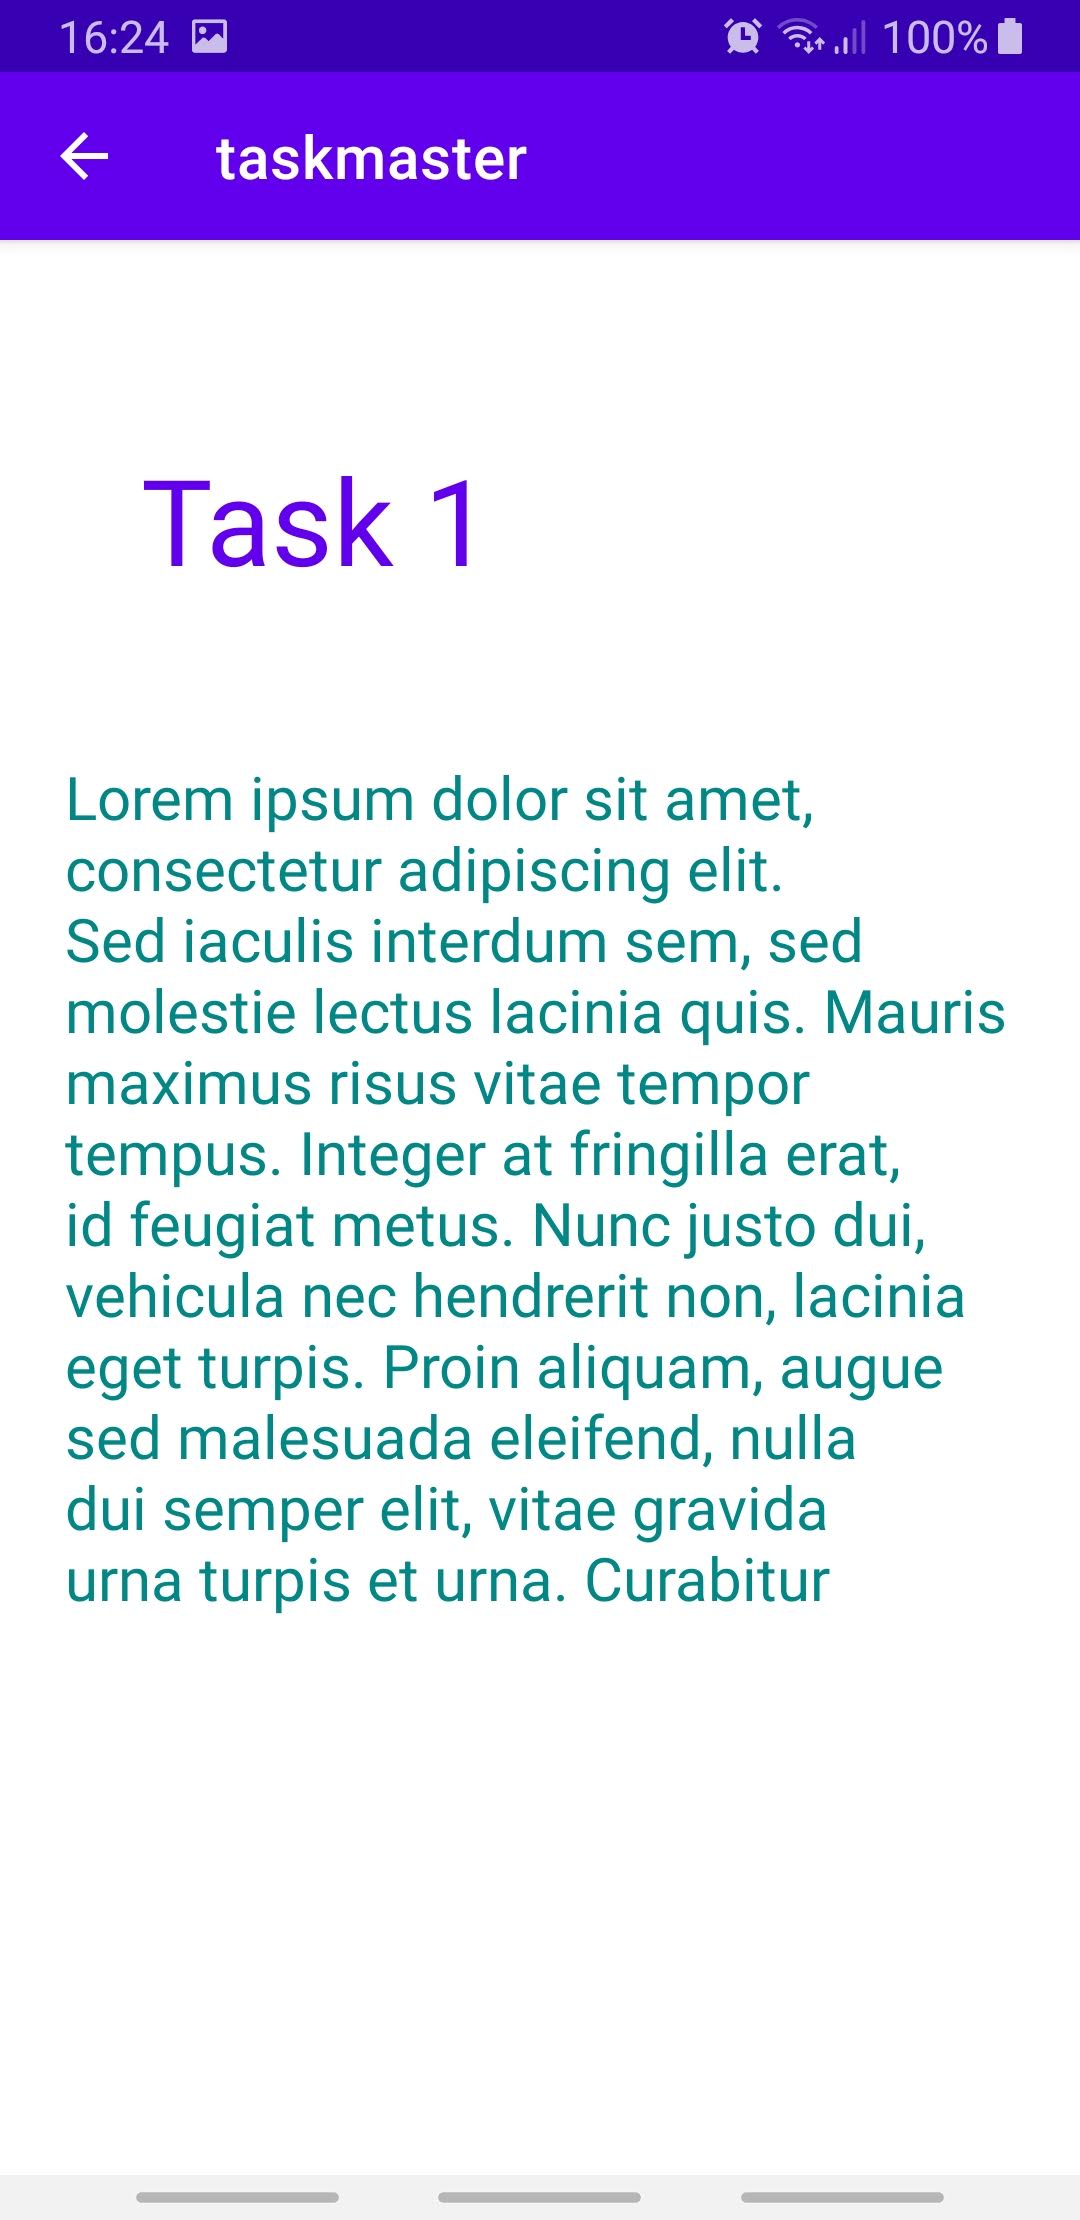 16:24 100%
taskmaster
Task 1
Lorem ipsum dolor sit amet,
consectetur adipiscing elit.
Sed iaculis interdum sem, sed
molestie lectus lacinia quis. Mauris
maximus risus vitae tempor
tempus. Integer at fringilla erat,
id feugiat metus. Nunc justo dui,
vehicula nec hendrerit non, lacinia
eget turpis. Proin aliquam, augue
sed malesuada eleifend, nulla
dui semper elit, vitae gravida
urna turpis et urna. Curabitur